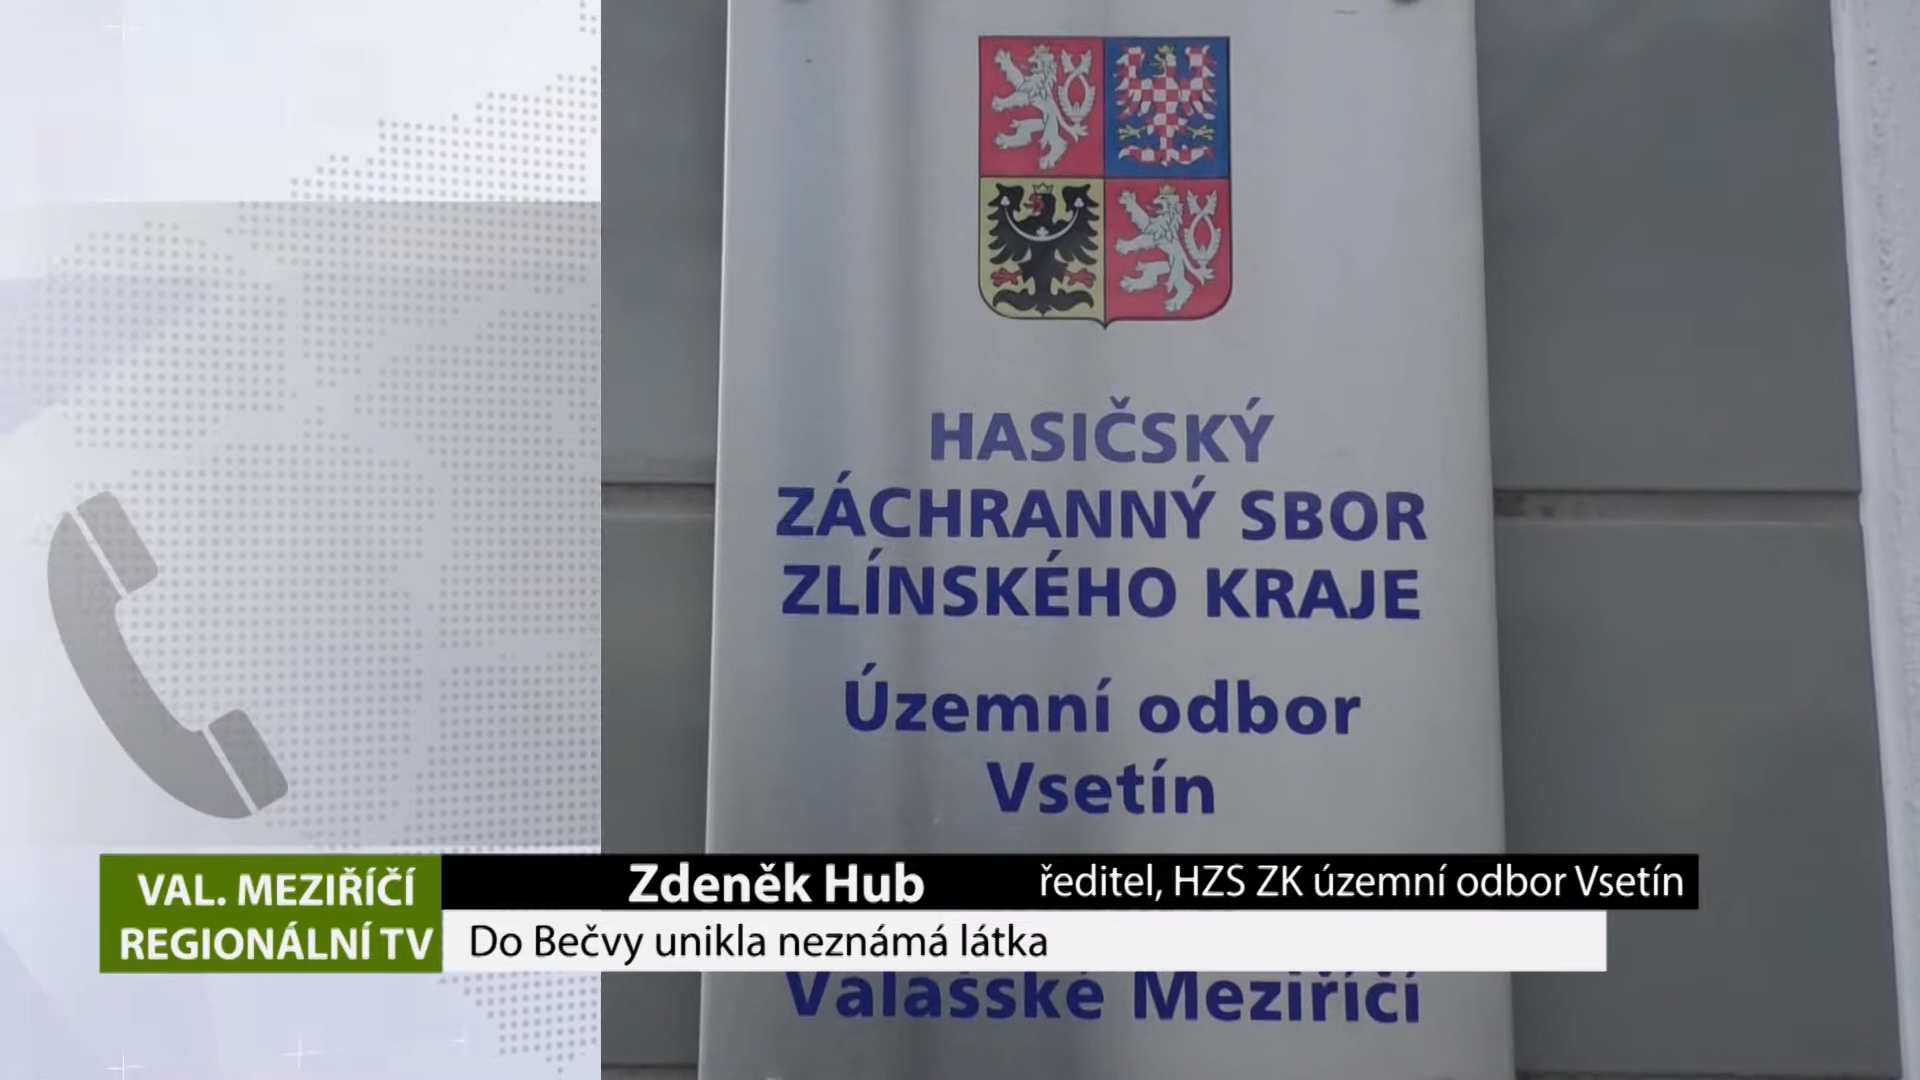 HASIČSKÝ
ZÁCHRANNÝ SBOR
ZLÍNSKÉHO KRAJE
Územní odbor
Vsetín
VAL. MEZIŘÍČÍ
REGIONÁLNÍ TV
Zdeněk Hub
ředitel, HZS ZK územní odbor Vsetín
Do Bečvy unikla neznámá látka
Valašské Meziříčí